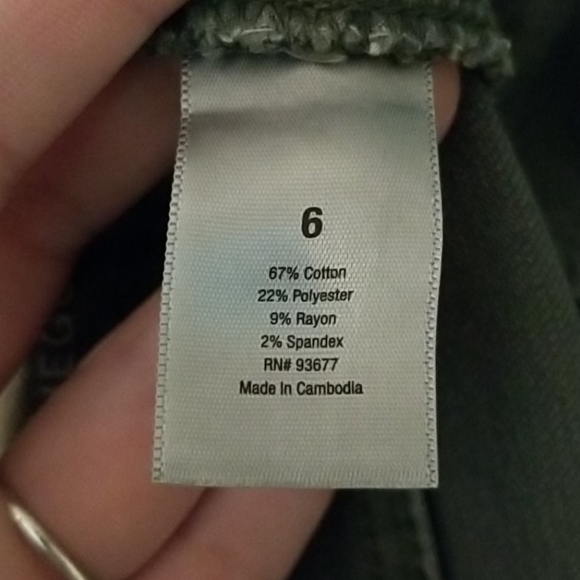 6
67% Cotton
22% Polyester
9% Rayon
2% Spandex
RN# 93677
Made In Cambodia